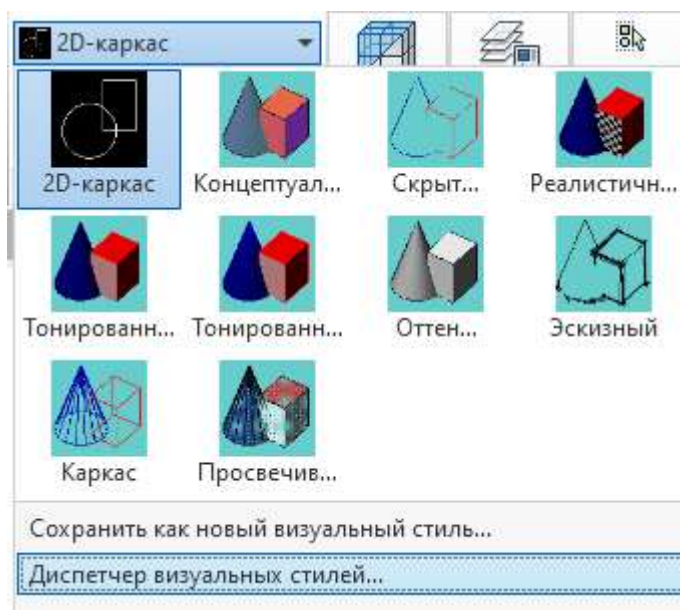 2D-каркас
2D-каркас Концептуал... Скрыт... Реалистичн...
Тонированн... Тонированн... Оттен... Эскизный
Каркас Просвечив...
Сохранить как новый визуальный стиль...
Диспетчер визуальных стилей...